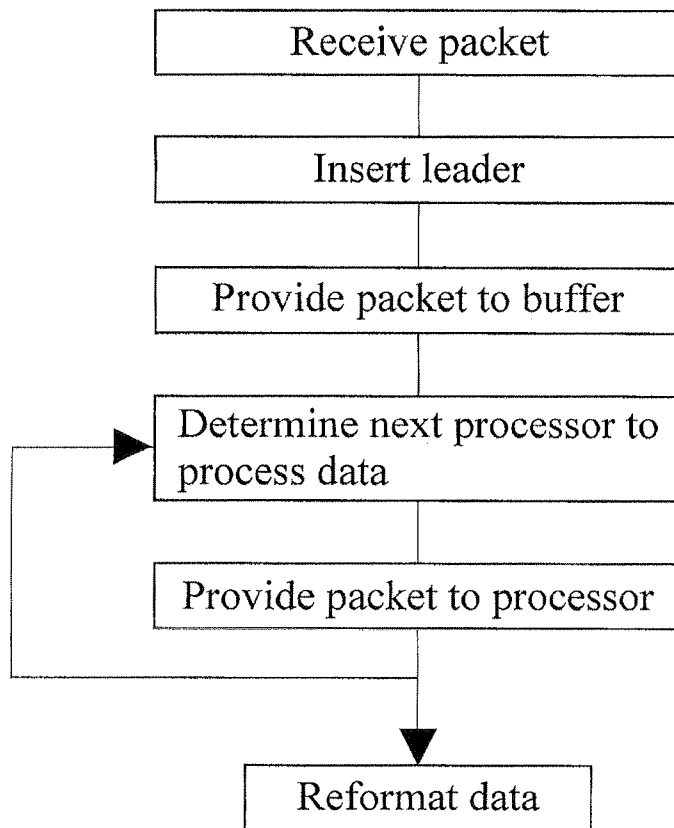 Receive packet
Insert leader
Provide packet to buffer
Determine next processor to
process data
Provide packet to processor
Reformat data